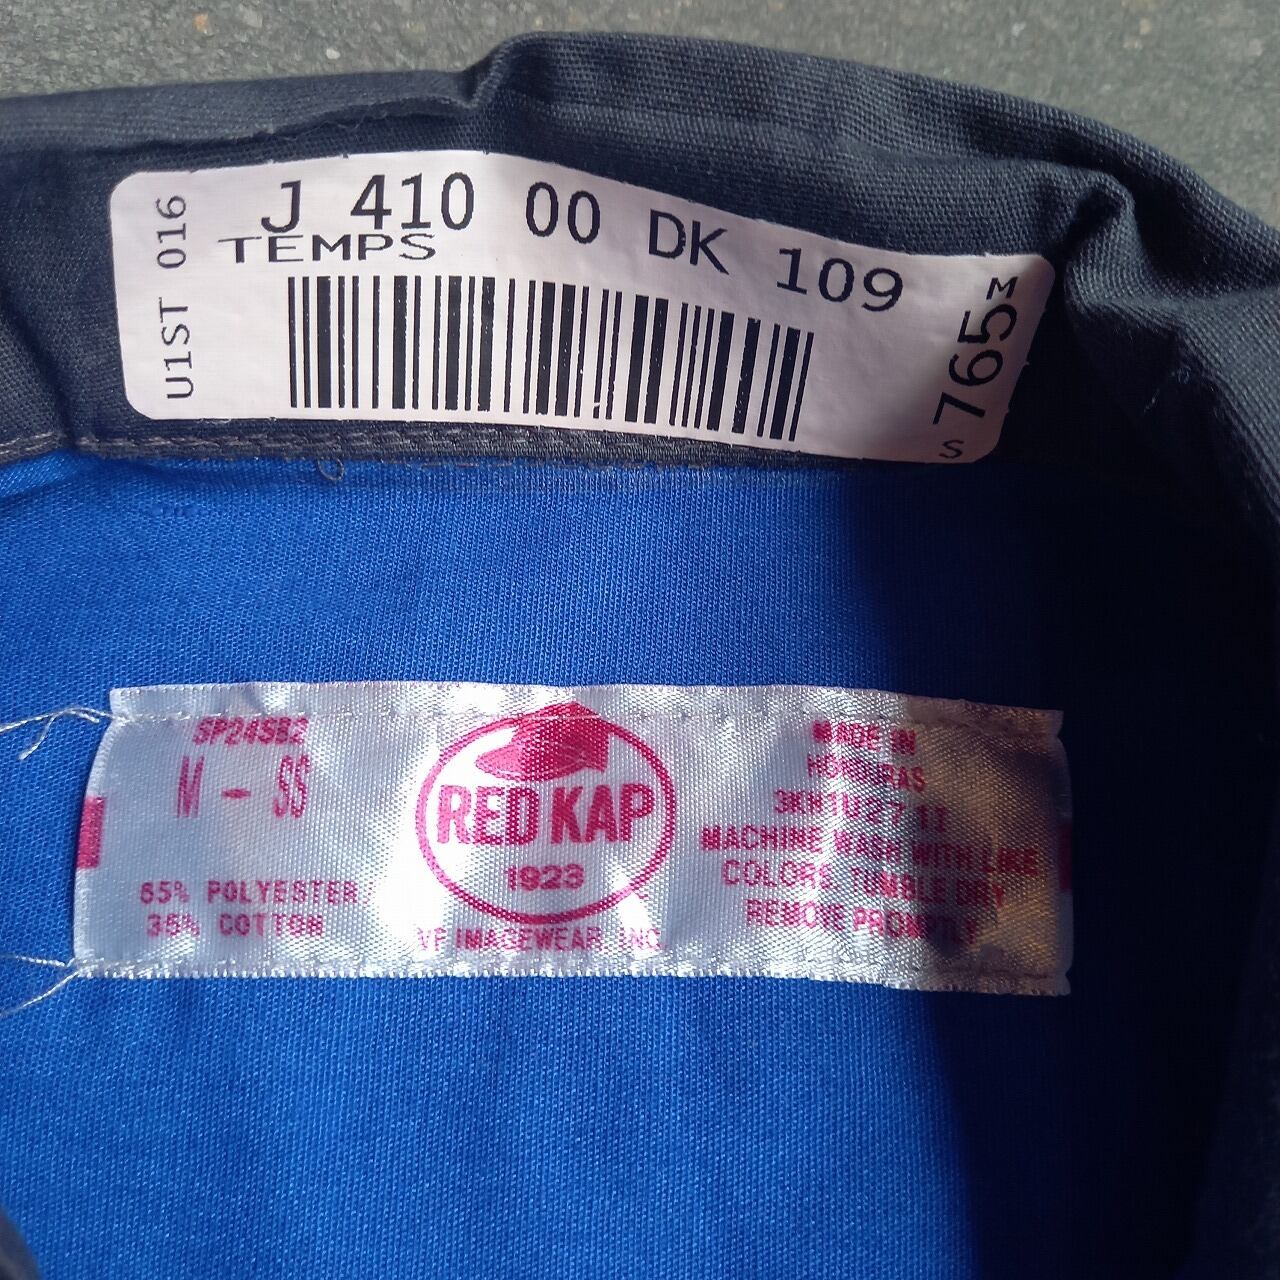 J 410 00 DK 109
TEMPS
U1ST 016
M
765
S
SP24SB2
M - SS
65% POLYESTER
35% COTTON
RED KAP
1923
VF IMAGEWEAR, INC.
MADE IN
HONDURAS
MACHINE WASH WITH LIKE
COLORS, TUMBLE DRY
REMOVE PROMPTLY